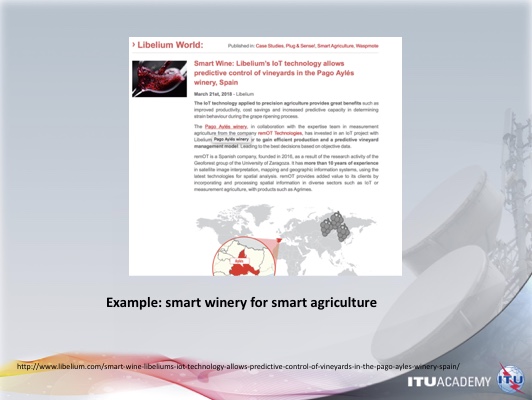 › Libelium World:
Published in: Case Studies, Plug & Sense!, Smart Agriculture, Waspmote
Smart Wine: Libelium's IoT technology allows
predictive control of vineyards in the Pago Aylés
winery, Spain
March 21st, 2018 - Libelium
The IoT technology applied to precision agriculture provides great benefits such as
improved productivity, cost savings and increased predictive capacity in determining
strain behaviour during the grape ripening process.
The Pago Aylés winery, in collaboration with the expertise team in measurement
agriculture from the company remOT Technologies, has invested in an IoT project with
Libelium Pago Aylés winery r to gain efficient production and a predictive vineyard
management model. Leading to the best decisions based on objective data.
remOT is a Spanish company, founded in 2016, as a result of the research activity of the
Geoforest group of the University of Zaragoza. It has more than 10 years of experience
in satellite image interpretation, mapping and geographic information systems, using the
latest technologies for spatial analysis. remOT provides added value to its clients by
incorporating and processing spatial information in diverse sectors such as IoT or
measurement agriculture, with products such as Agrimes.
Example: smart winery for smart agriculture
http://www.libelium.com/smart-wine-libeliums-iot-technology-allows-predictive-control-of-vineyards-in-the-pago-ayles-winery-spain/
ITUACADEMY
ITU